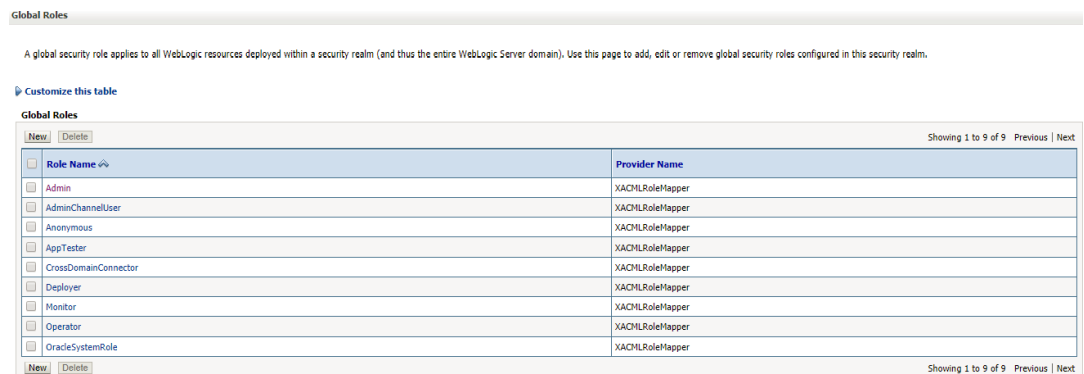 Global Roles
A global security role applies to all WebLogic resources deployed within a security realm (and thus the entire WebLogic Server domain). Use this page to add, edit or remove global security roles configured in this security realm.
Customize this table
Global Roles
New Delete Showing 1 to 9 of 9 Previous | Next
Role Name Provider Name
Admin XACMLRoleMapper
AdminChannelUser XACMLRoleMapper
Anonymous XACMLRoleMapper
AppTester XACMLRoleMapper
CrossDomainConnector XACMLRoleMapper
Deployer XACMLRoleMapper
Monitor XACMLRoleMapper
Operator XACMLRoleMapper
OracleSystemRole XACMLRoleMapper
New Delete Showing 1 to 9 of 9 Previous | Next